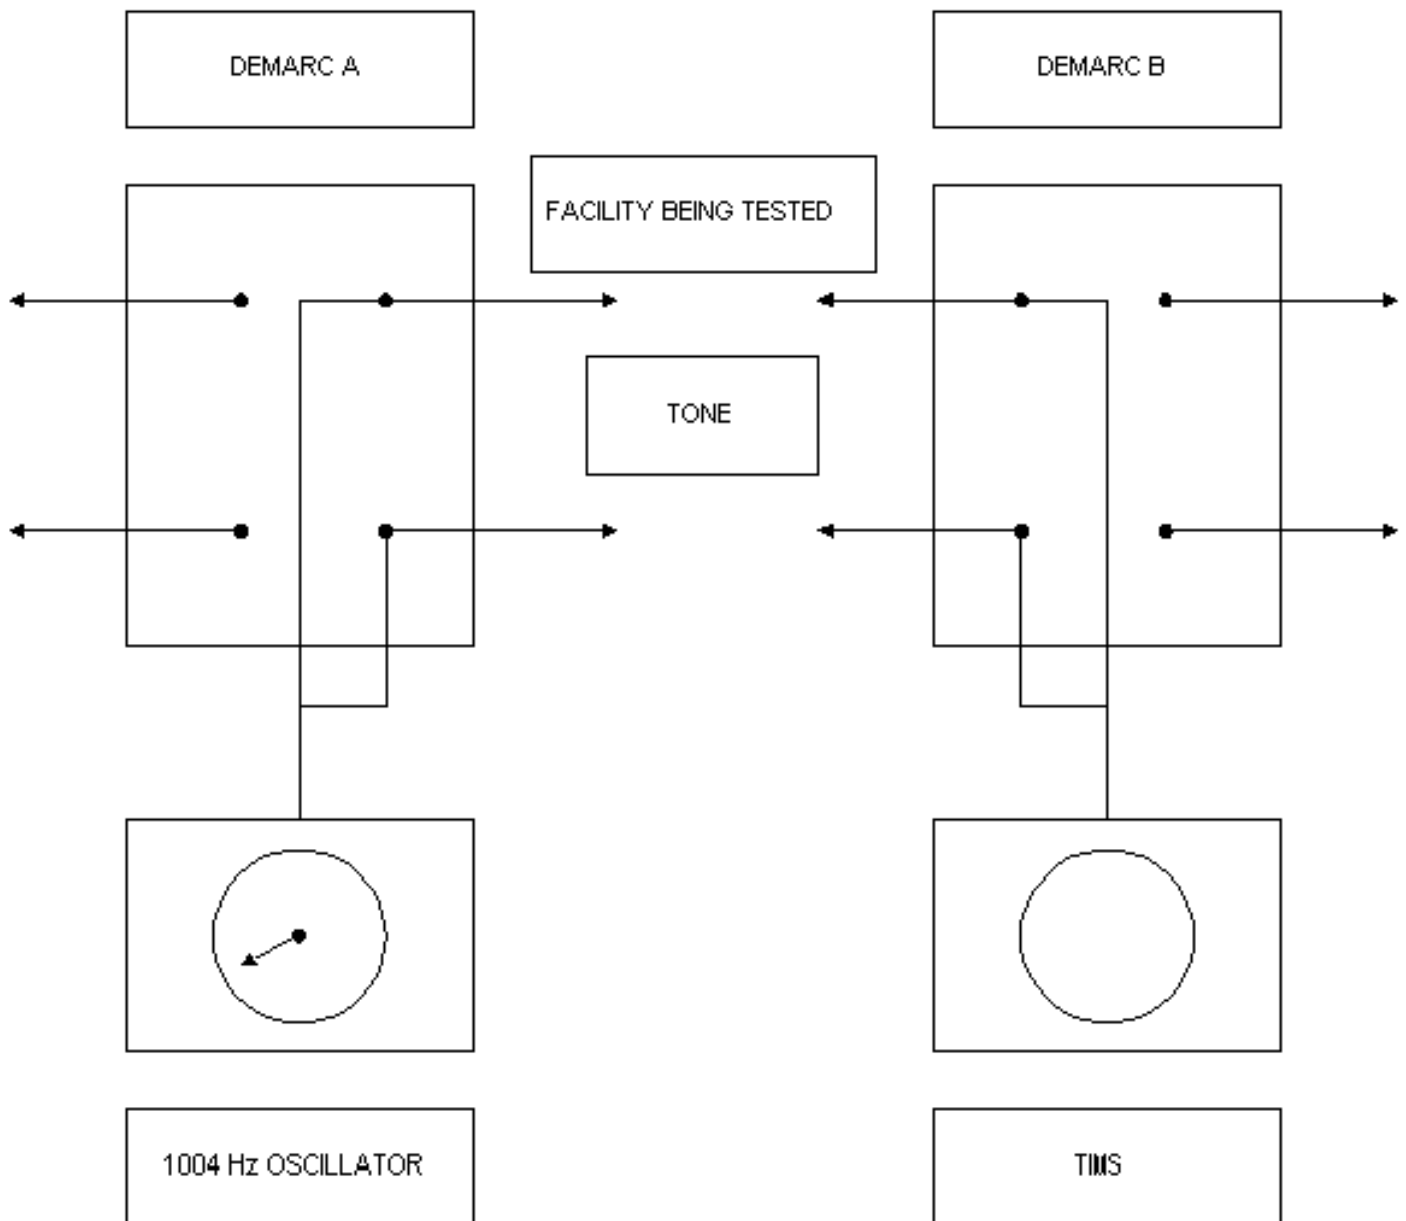 DEMARC A
DEMARC B
FACILITY BEING TESTED
TONE
1004 Hz OSCILLATOR
TIMS